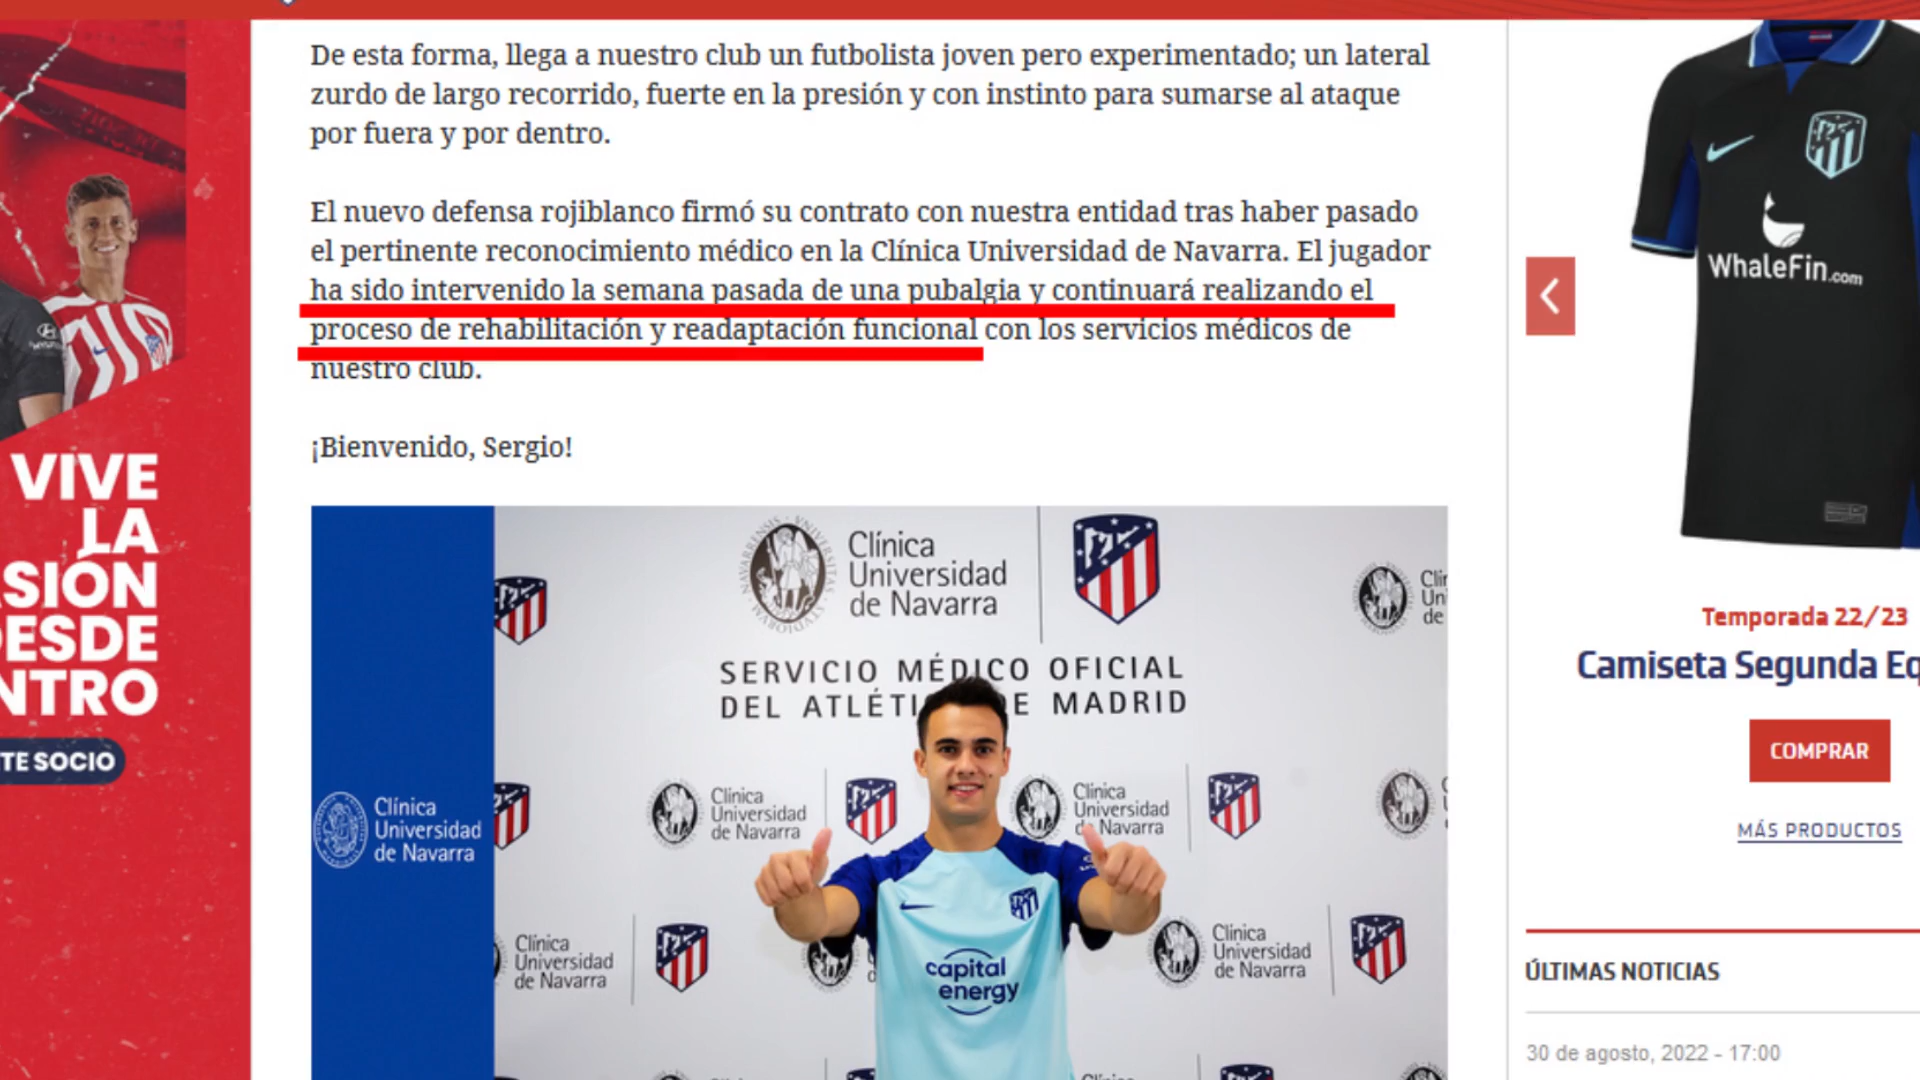 De esta forma, llega a nuestro club un futbolista joven pero experimentado; un lateral
zurdo de largo recorrido, fuerte en la presión y con instinto para sumarse al ataque
por fuera y por dentro.
El nuevo defensa rojiblanco firmó su contrato con nuestra entidad tras haber pasado
el pertinente reconocimiento médico en la Clínica Universidad de Navarra. El jugador
ha sido intervenido la semana pasada de una pubalgia y continuará realizando el
proceso de rehabilitación y readaptación funcional con los servicios médicos de
nuestro club.
¡Bienvenido, Sergio!
VIVE
LA
SIÓN
DESDE
NTRO
TE SOCIO
Clínica
Universidad
de Navarra
Clínica
Universidad
de Navarra
SERVICIO MÉDICO OFICIAL
DEL ATLÉTI DE MADRID
Clínica
Universidad
de Navarra
Clínica
Universidad
de Navarra
Clínica
Universidad
de Navarra
Clínica
Universidad
de Navarra
capital
energy
WhaleFin.com
Temporada 22/23
Camiseta Segunda Eq
COMPRAR
MÁS PRODUCTOS
ÚLTIMAS NOTICIAS
30 de agosto, 2022 - 17:00